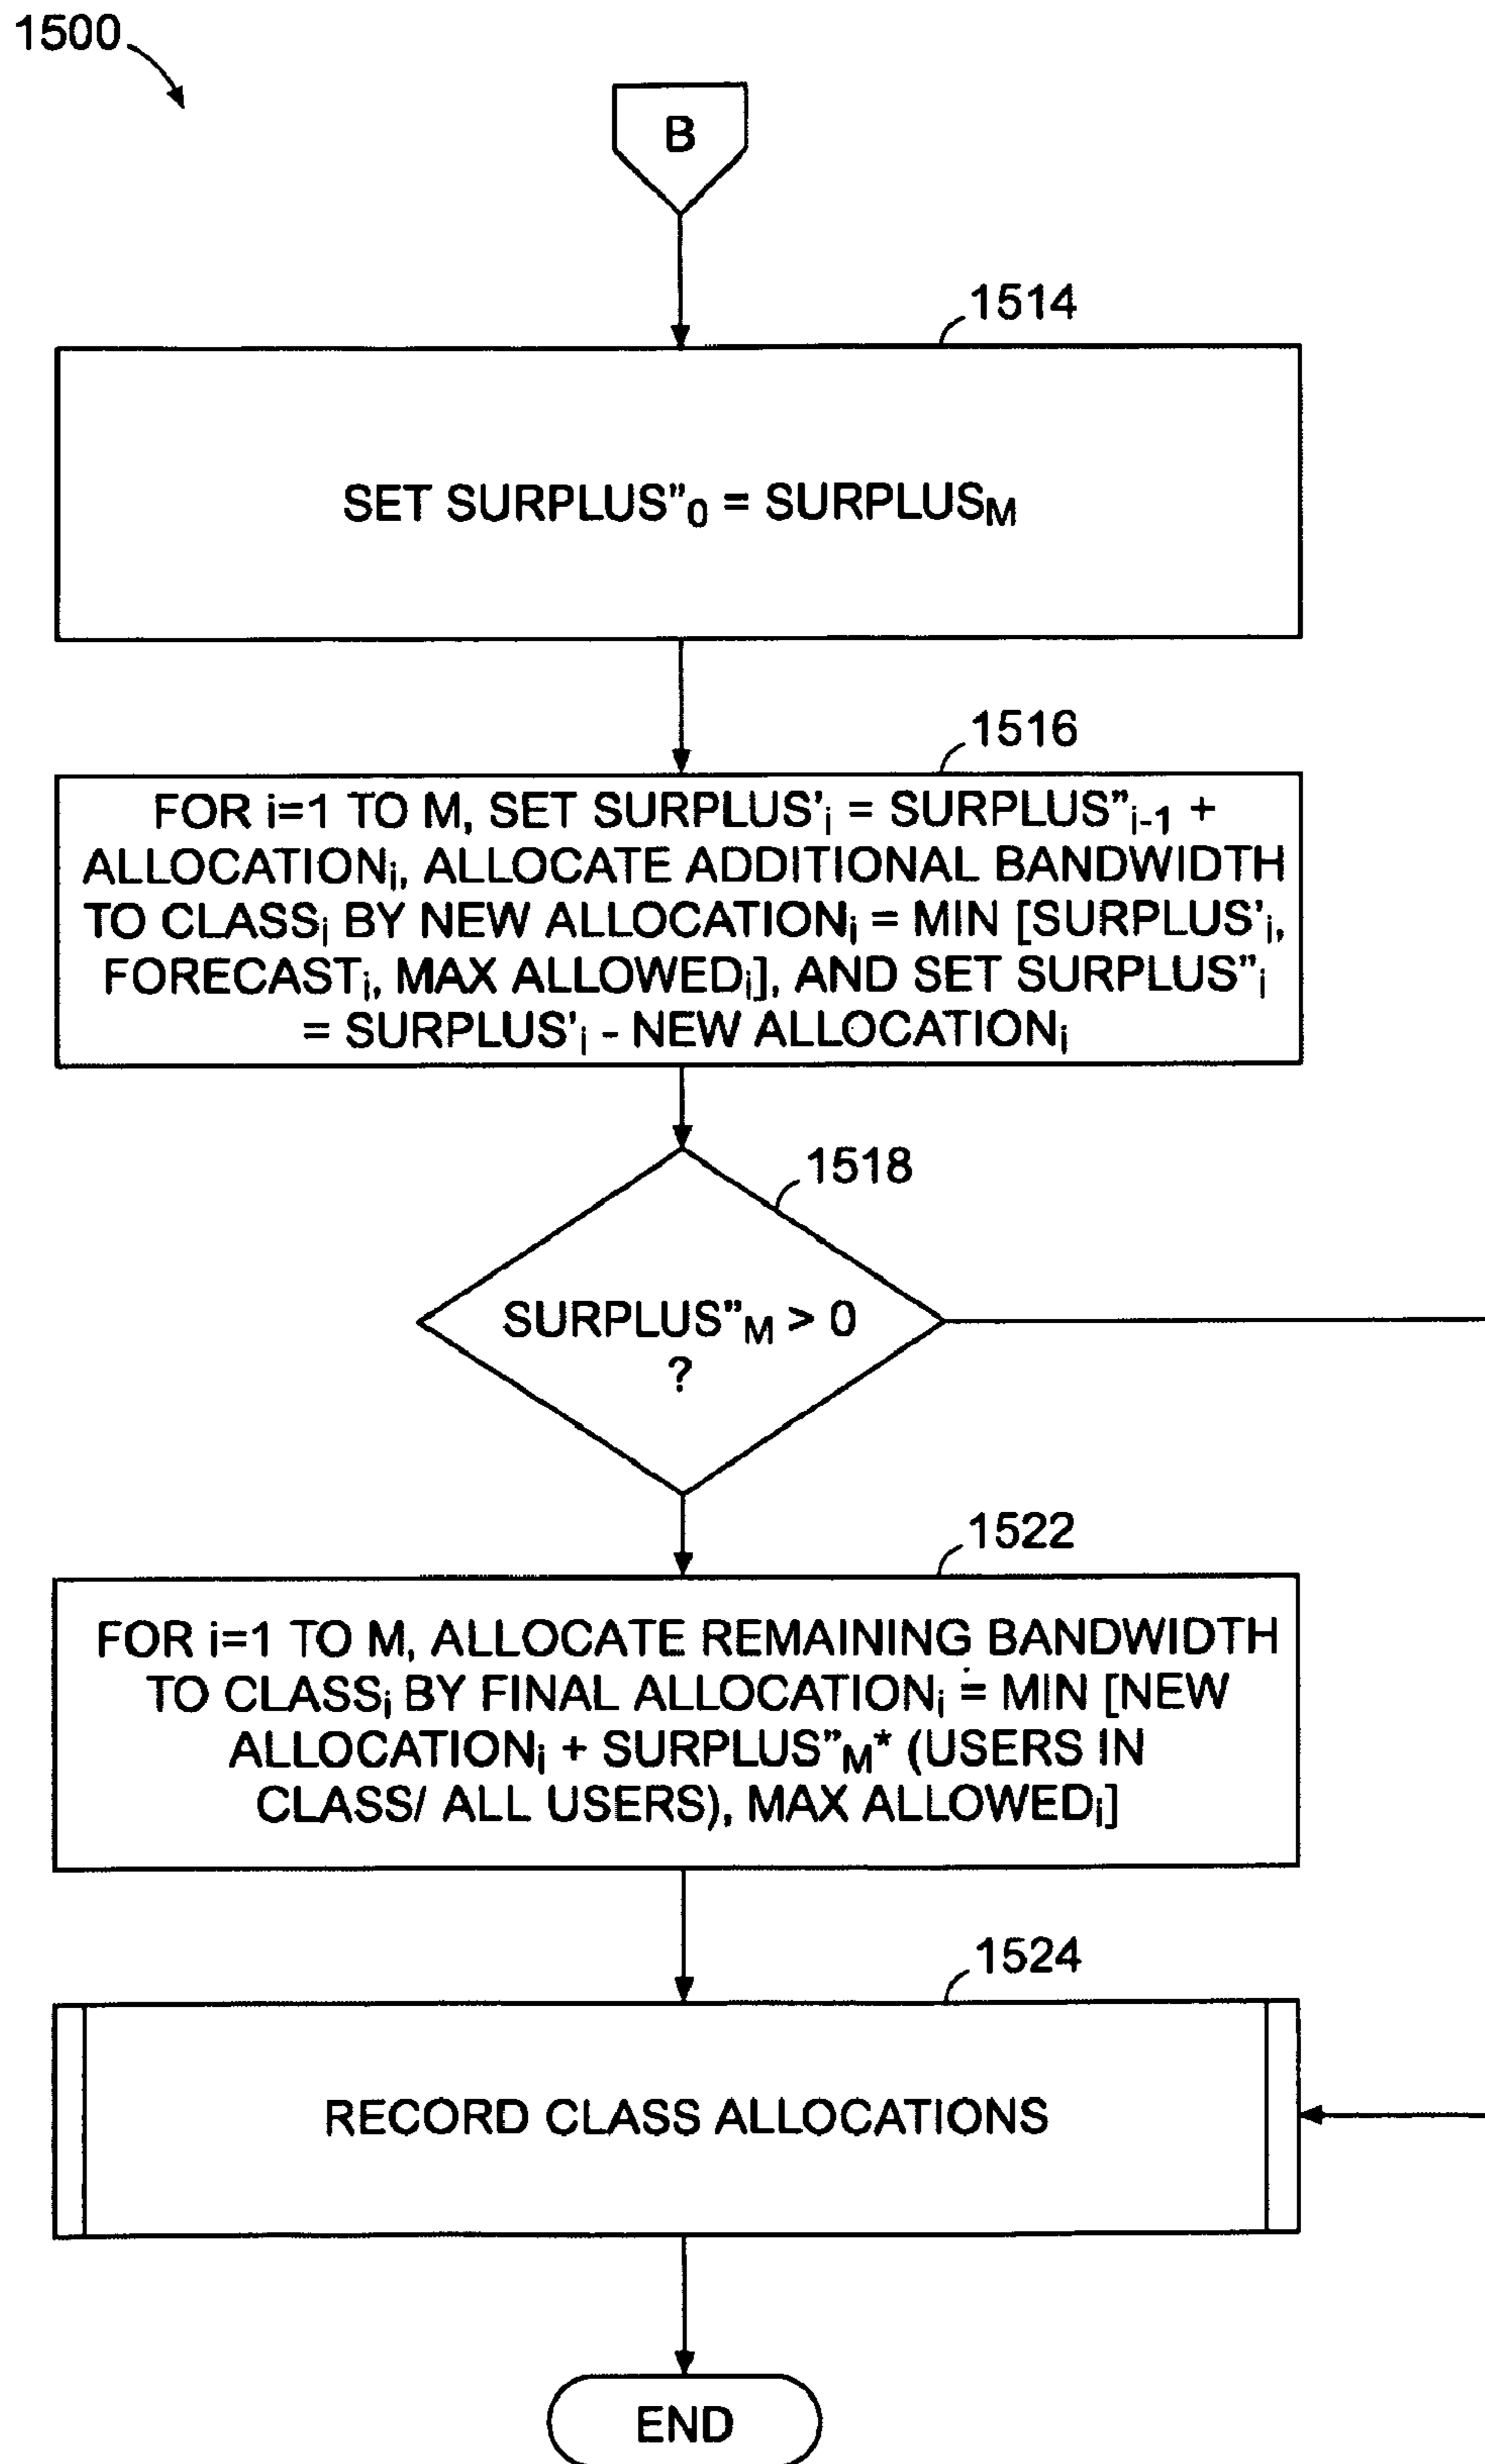 1500
B
1514
SET SURPLUS”₀ = SURPLUSM
1516
FOR i=1 TO M, SET SURPLUS'i = SURPLUS”i-1 +
ALLOCATIONi, ALLOCATE ADDITIONAL BANDWIDTH
TO CLASSi BY NEW ALLOCATIONi = MIN [SURPLUS'i,
FORECASTi, MAX ALLOWEDi], AND SET SURPLUS”i
= SURPLUS'i - NEW ALLOCATIONi
1518
SURPLUS”M > 0
?
1522
FOR i=1 TO M, ALLOCATE REMAINING BANDWIDTH
TO CLASSi BY FINAL ALLOCATIONi = MIN [NEW
ALLOCATIONi + SURPLUS”M* (USERS IN
CLASS/ ALL USERS), MAX ALLOWEDi]
1524
RECORD CLASS ALLOCATIONS
END